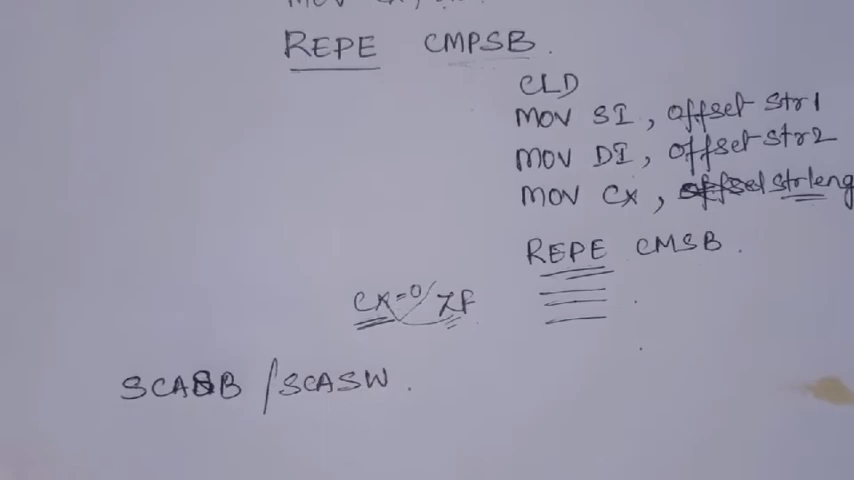 REPE CMPSB.
CLD
MOV SI, offset str1
MOV DI, offset str2
MOV CX, strleng
REPE CMSB.
CX=0/ZF
SCASB /SCASW.